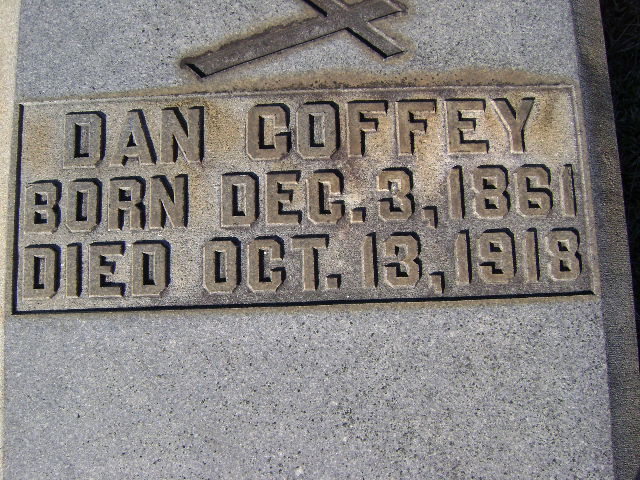 DAN COFFEY
BORN DEC. 3, 1861
DIED OCT. 13, 1918